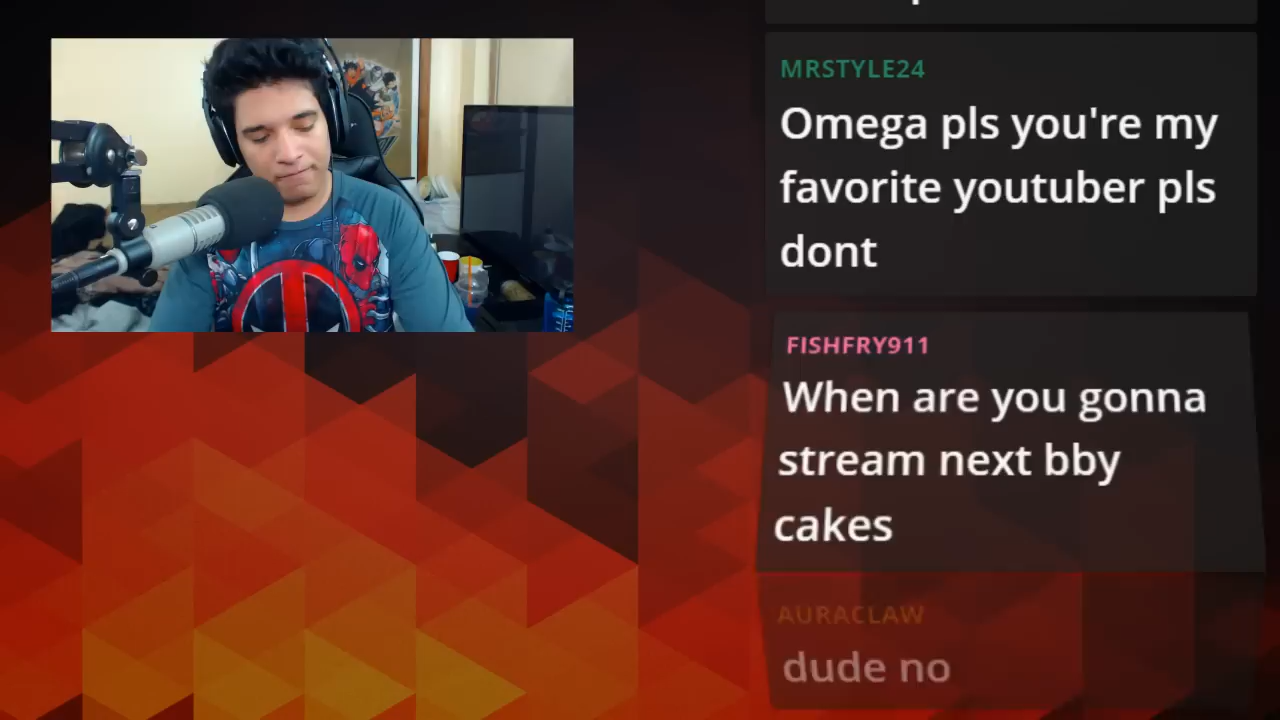 MRSTYLE24
Omega pls you're my
favorite youtuber pls
dont
FISHFRY911
When are you gonna
stream next bby
cakes
AURACLAW
dude no